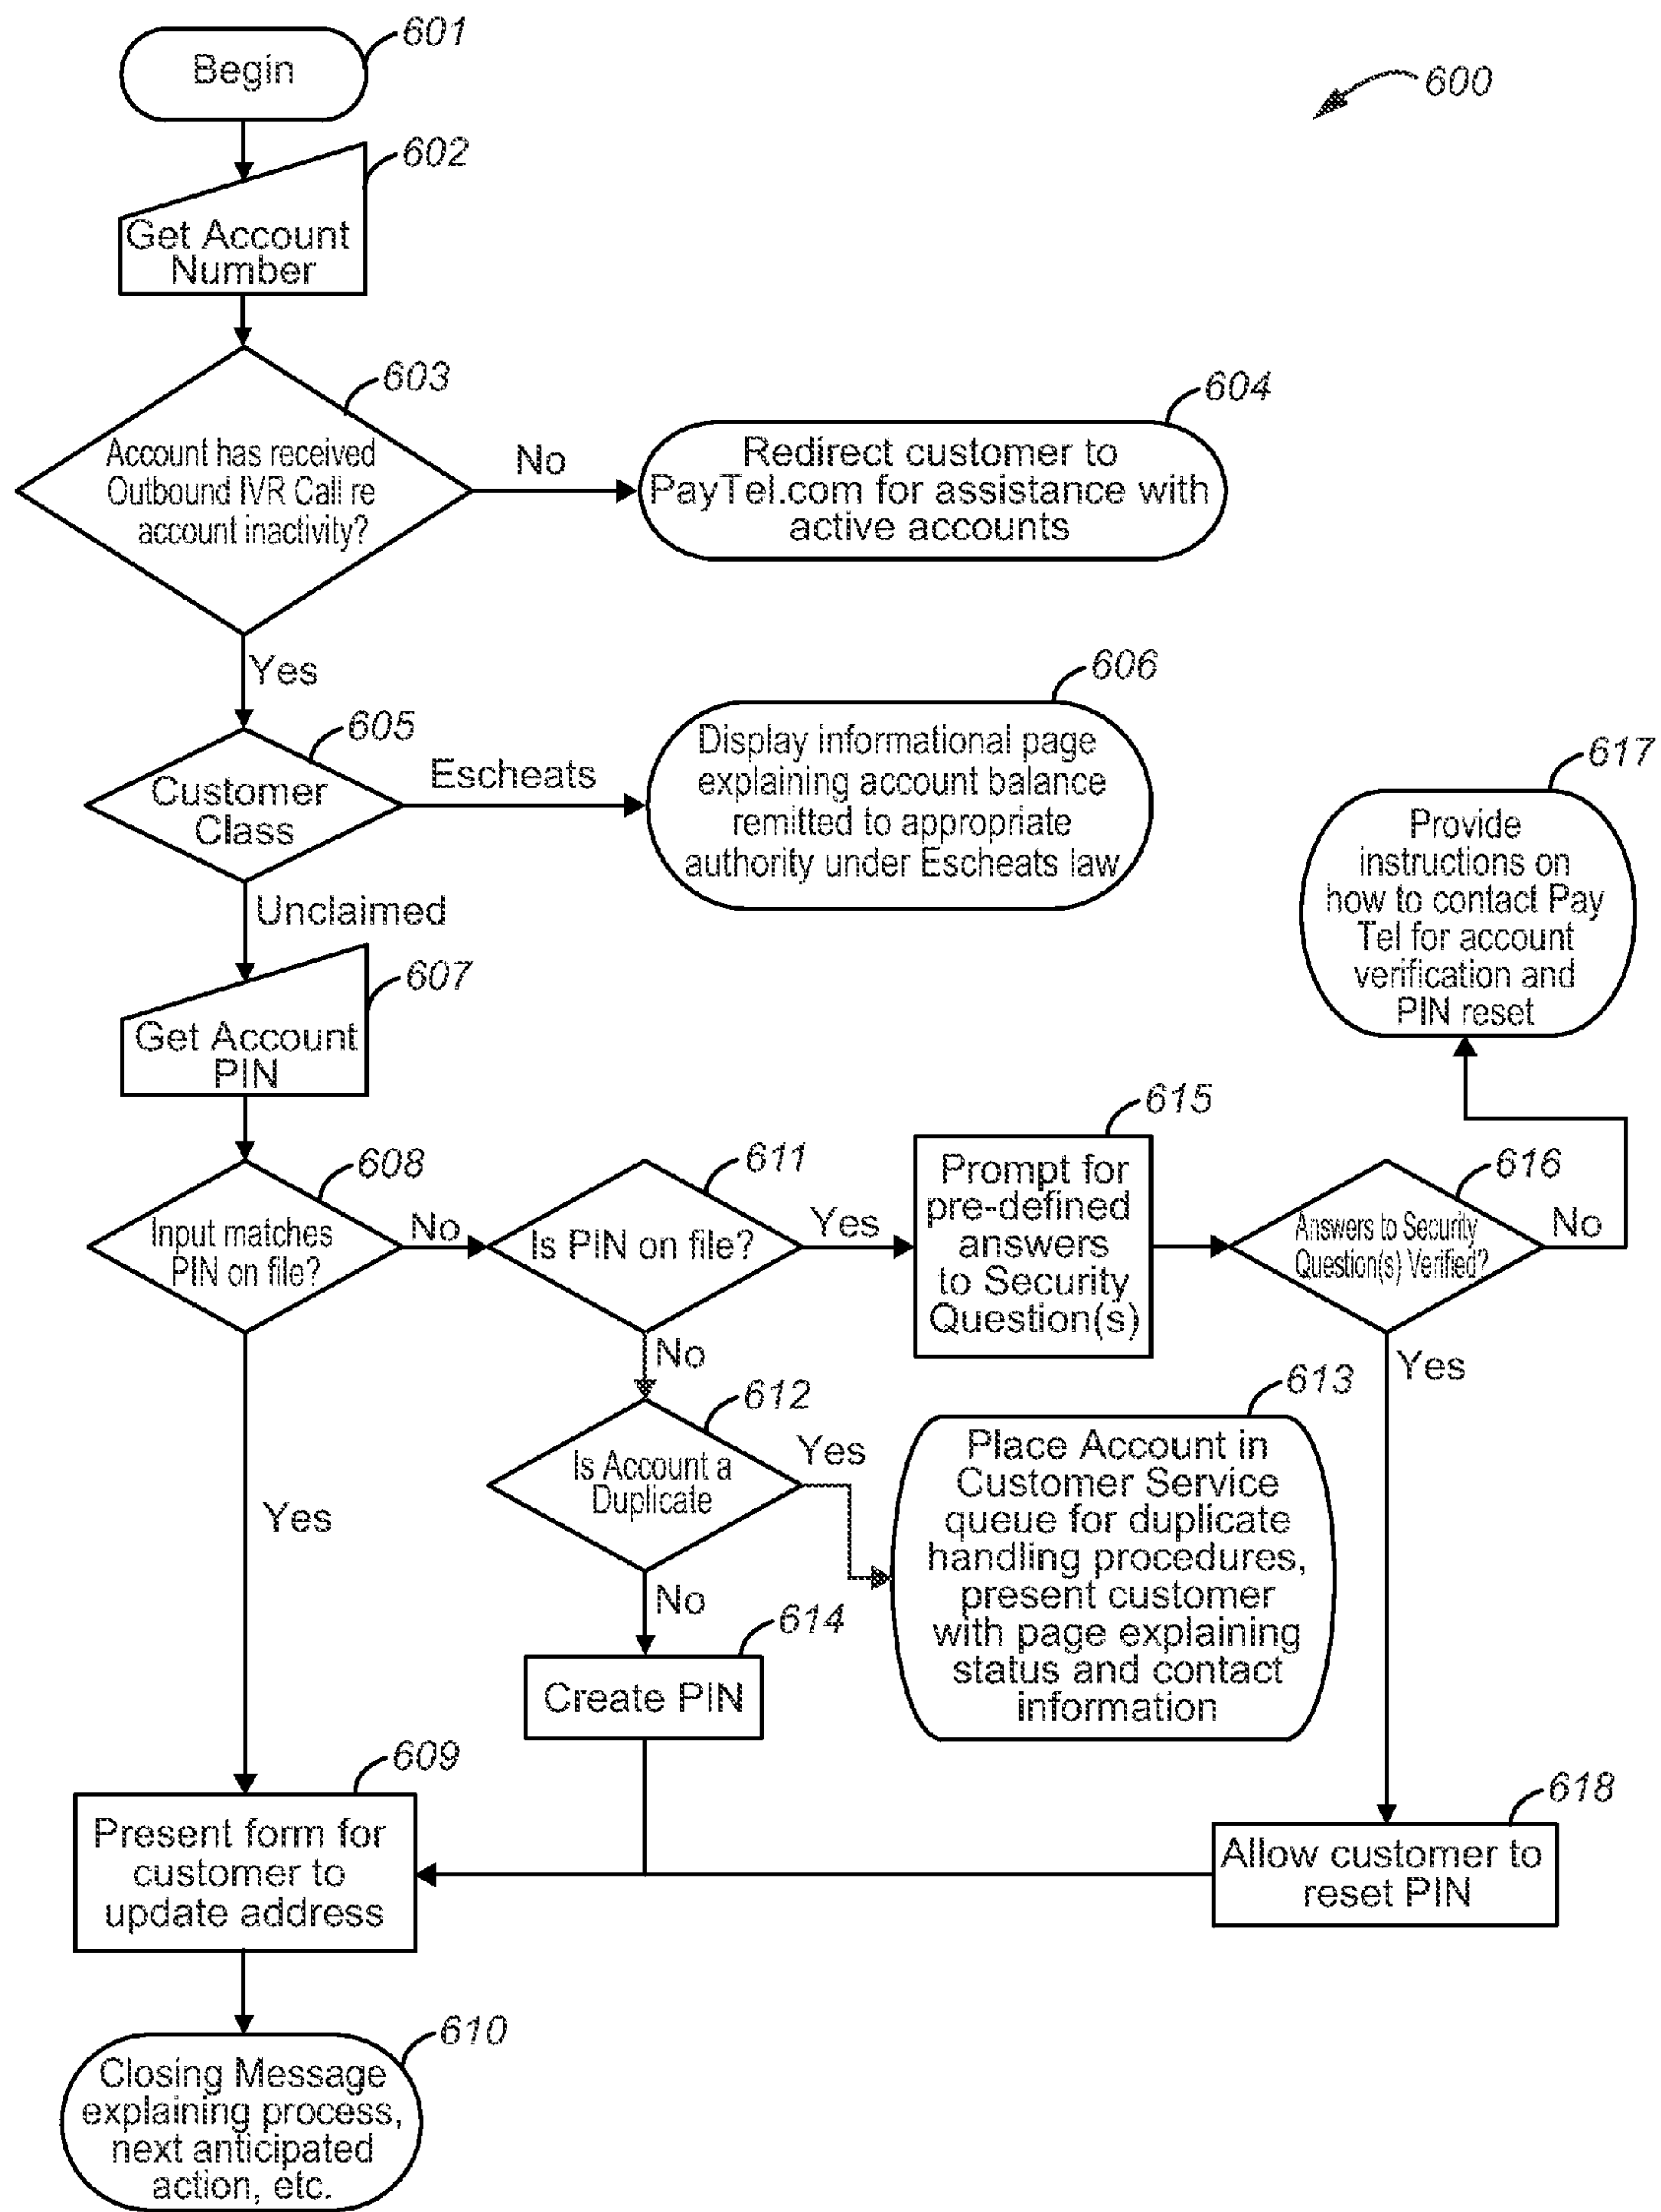 601
Begin
600
602
Get Account
Number
603
Account has received
Outbound IVR Call re
account inactivity?
No
604
Redirect customer to
PayTel.com for assistance with
active accounts
Yes
605
Customer
Class
Escheats
606
Display informational page
explaining account balance
remitted to appropriate
authority under Escheats law
Unclaimed
607
Get Account
PIN
608
Input matches
PIN on file?
No
611
Is PIN on file?
Yes
615
Prompt for
pre-defined
answers
to Security
Question(s)
616
Answers to Security
Question(s) Verified?
No
617
Provide
instructions on
how to contact Pay
Tel for account
verification and
PIN reset
No
612
Is Account a
Duplicate
Yes
613
Place Account in
Customer Service
queue for duplicate
handling procedures,
present customer
with page explaining
status and contact
information
Yes
Yes
No
614
Create PIN
609
Present form for
customer to
update address
618
Allow customer to
reset PIN
610
Closing Message
explaining process,
next anticipated
action, etc.